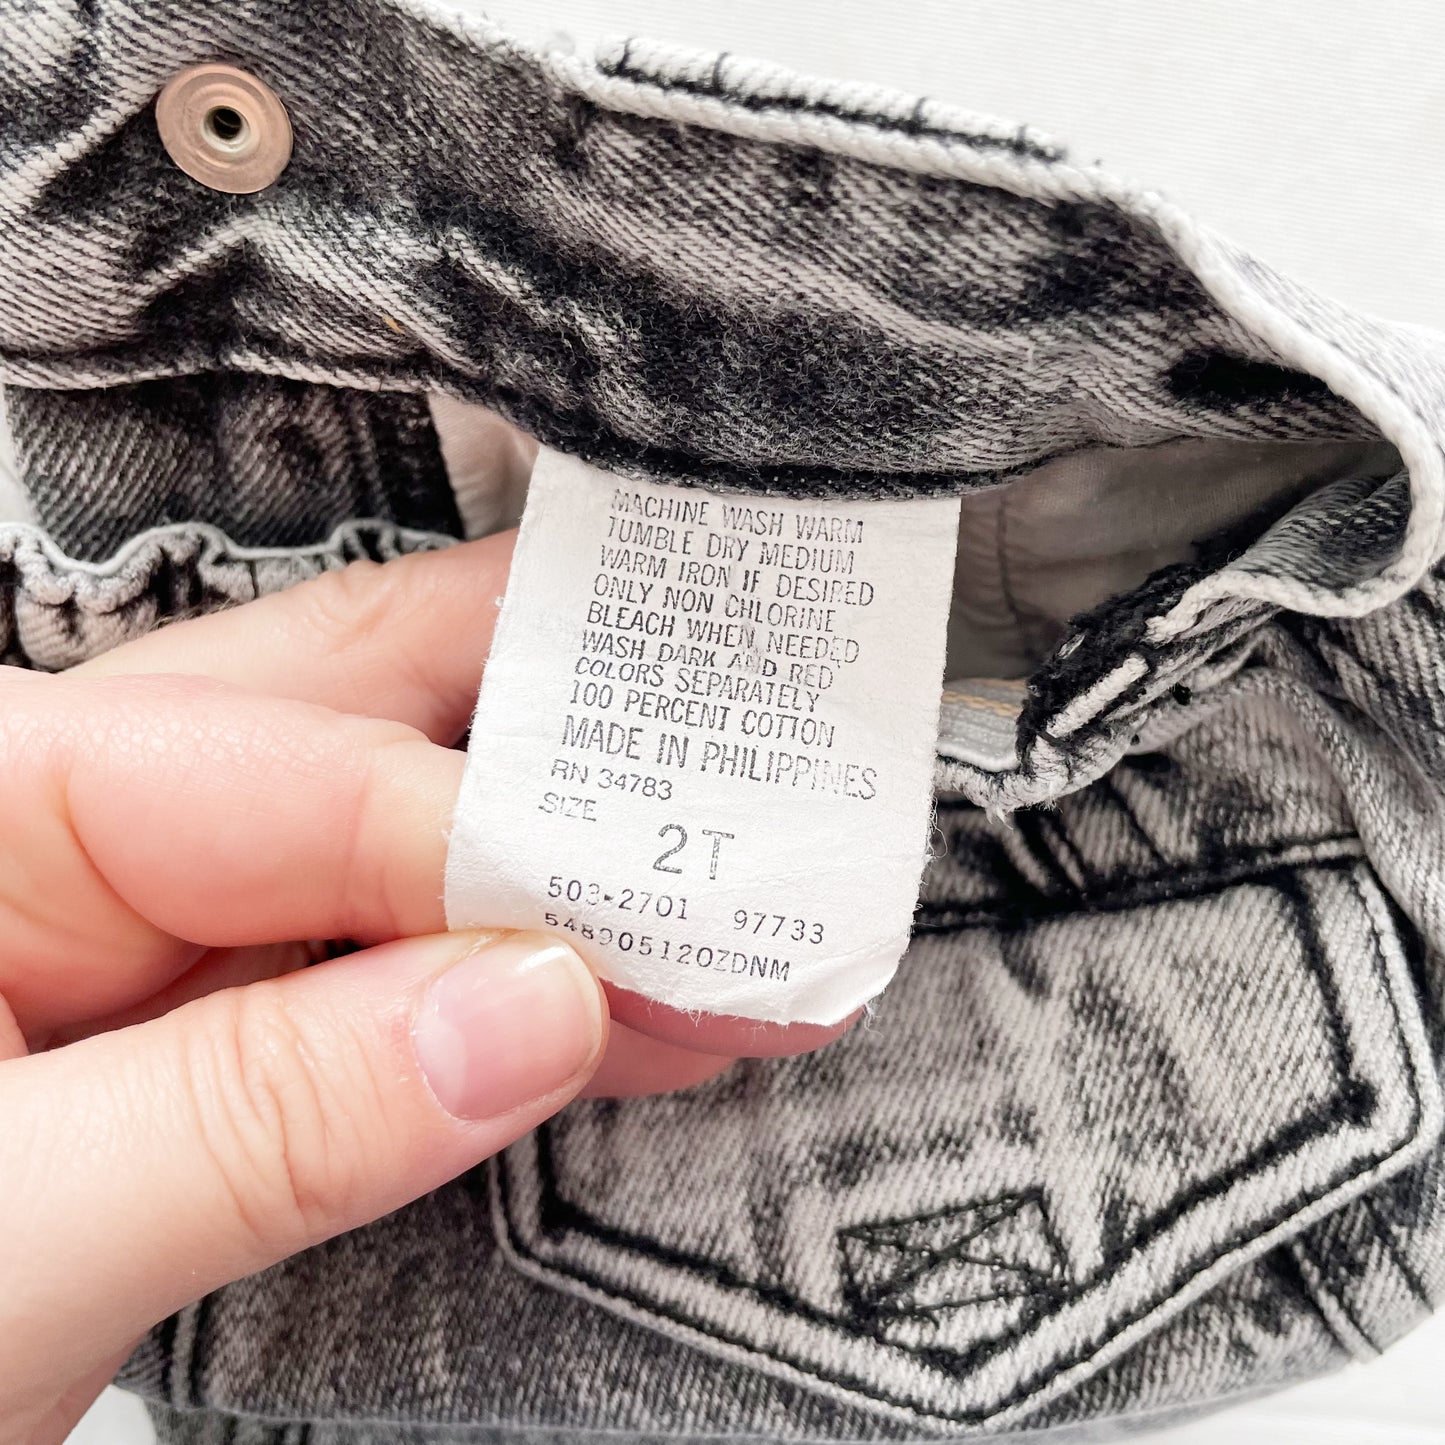 MACHINE WASH WARM
TUMBLE DRY MEDIUM
WARM IRON IF DESIRED
ONLY NON CHLORINE
BLEACH WHEN NEEDED
WASH DARK AND RED
COLORS SEPARATELY
100 PERCENT COTTON
MADE IN PHILIPPINES
RN 34783
SIZE
2T
503-2701 97733
548905120ZDNM